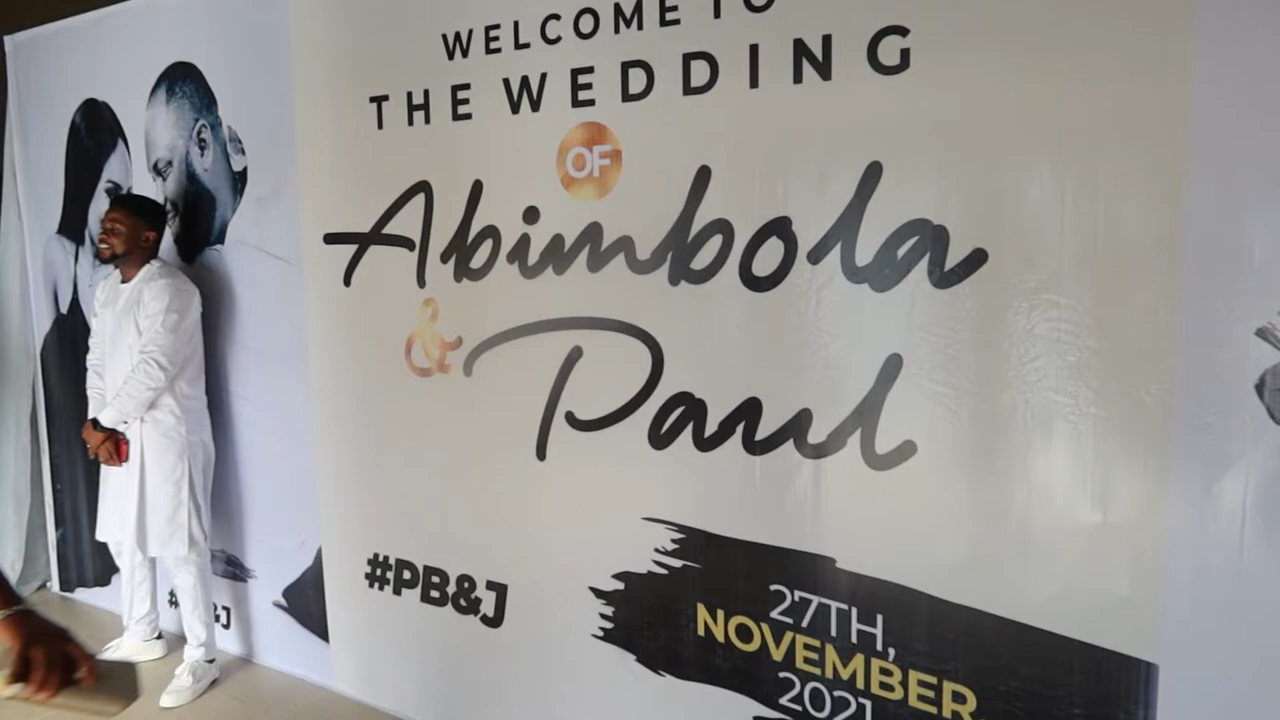 WELCOME TO
THE WEDDING
OF
Abimbola
& Paul
#PB&J
27TH,
NOVEMBER
2021